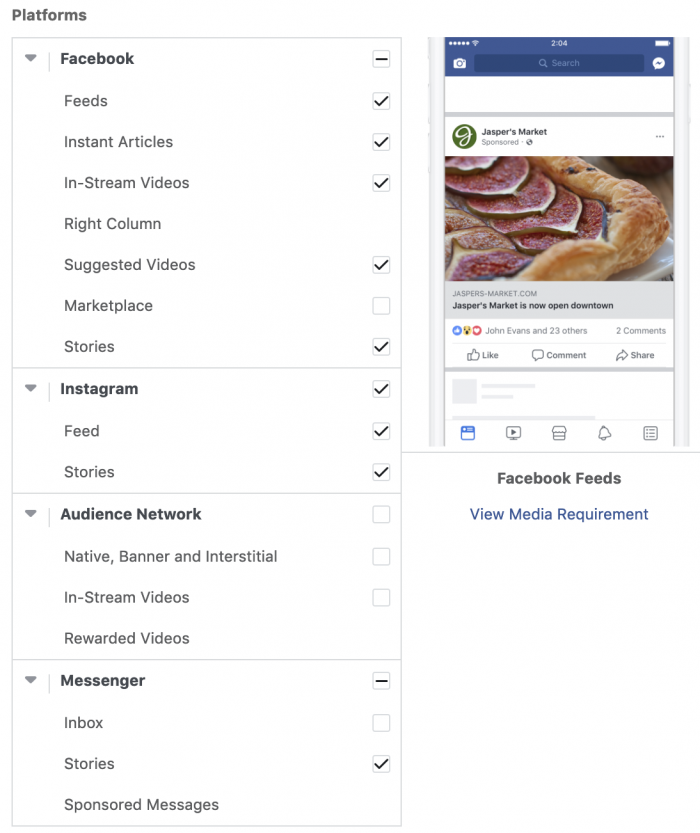 Platforms
Facebook
Feeds
Instant Articles
In-Stream Videos
Right Column
Suggested Videos
Marketplace
Stories
Instagram
Feed
Stories
Audience Network
Native, Banner and Interstitial
In-Stream Videos
Rewarded Videos
Messenger
Inbox
Stories
Sponsored Messages
2:04
Search
Jasper's Market
Sponsored ·
JASPERS-MARKET.COM
Jasper's Market is now open downtown
John Evans and 23 others 2 Comments
Like Comment Share
Facebook Feeds
View Media Requirement